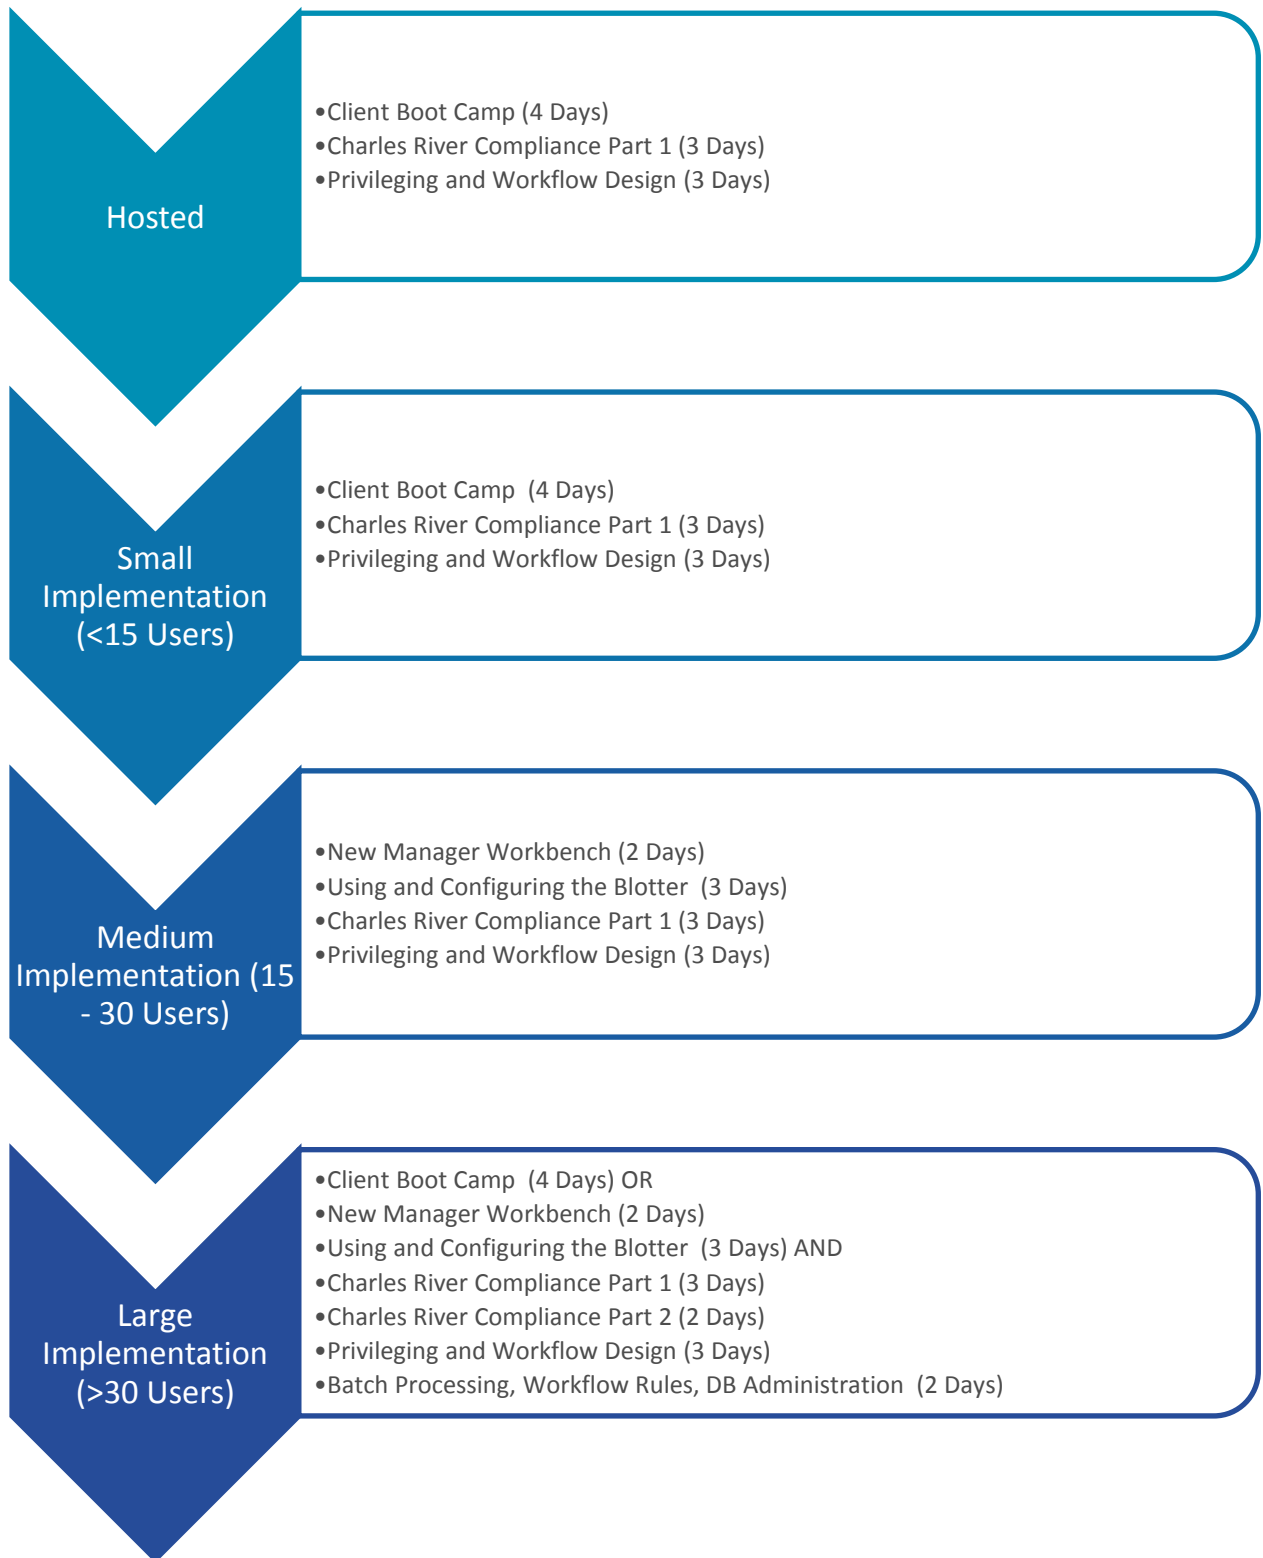 Hosted
•Client Boot Camp (4 Days)
•Charles River Compliance Part 1 (3 Days)
•Privileging and Workflow Design (3 Days)
Small
Implementation
(<15 Users)
•Client Boot Camp  (4 Days)
•Charles River Compliance Part 1 (3 Days)
•Privileging and Workflow Design (3 Days)
Medium
Implementation (15
- 30 Users)
•New Manager Workbench (2 Days)
•Using and Configuring the Blotter  (3 Days)
•Charles River Compliance Part 1 (3 Days)
•Privileging and Workflow Design (3 Days)
Large
Implementation
(>30 Users)
•Client Boot Camp  (4 Days) OR
•New Manager Workbench (2 Days)
•Using and Configuring the Blotter  (3 Days) AND
•Charles River Compliance Part 1 (3 Days)
•Charles River Compliance Part 2 (2 Days)
•Privileging and Workflow Design (3 Days)
•Batch Processing, Workflow Rules, DB Administration  (2 Days)